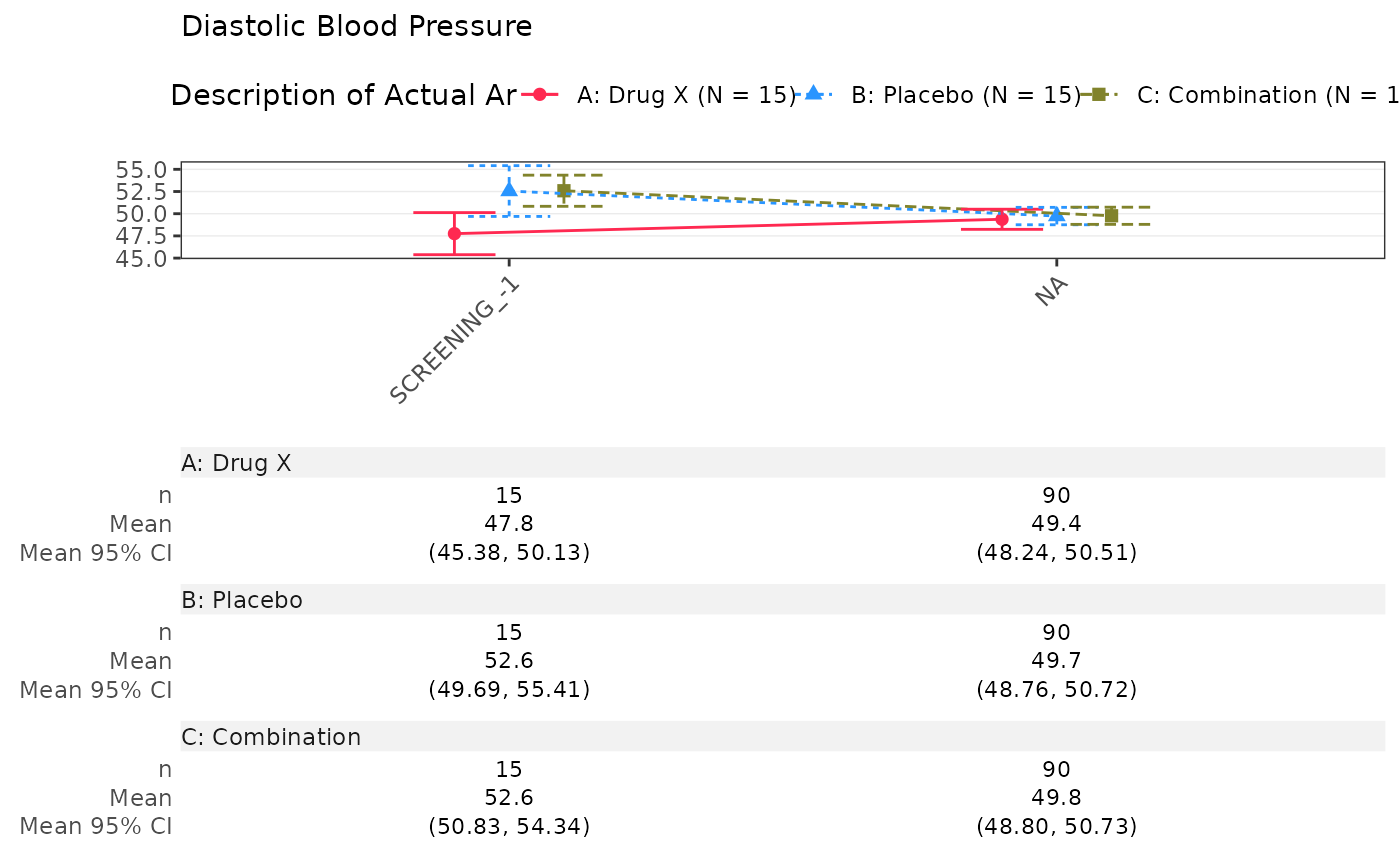 Diastolic Blood Pressure
Description of Actual Ar A: Drug X (N = 15) B: Placebo (N = 15) C: Combination (N = 1
55.0
52.5
50.0
47.5
45.0
SCREENING_-1 NA
A: Drug X
n 15 90
Mean 47.8 49.4
Mean 95% CI (45.38, 50.13) (48.24, 50.51)
B: Placebo
n 15 90
Mean 52.6 49.7
Mean 95% CI (49.69, 55.41) (48.76, 50.72)
C: Combination
n 15 90
Mean 52.6 49.8
Mean 95% CI (50.83, 54.34) (48.80, 50.73)